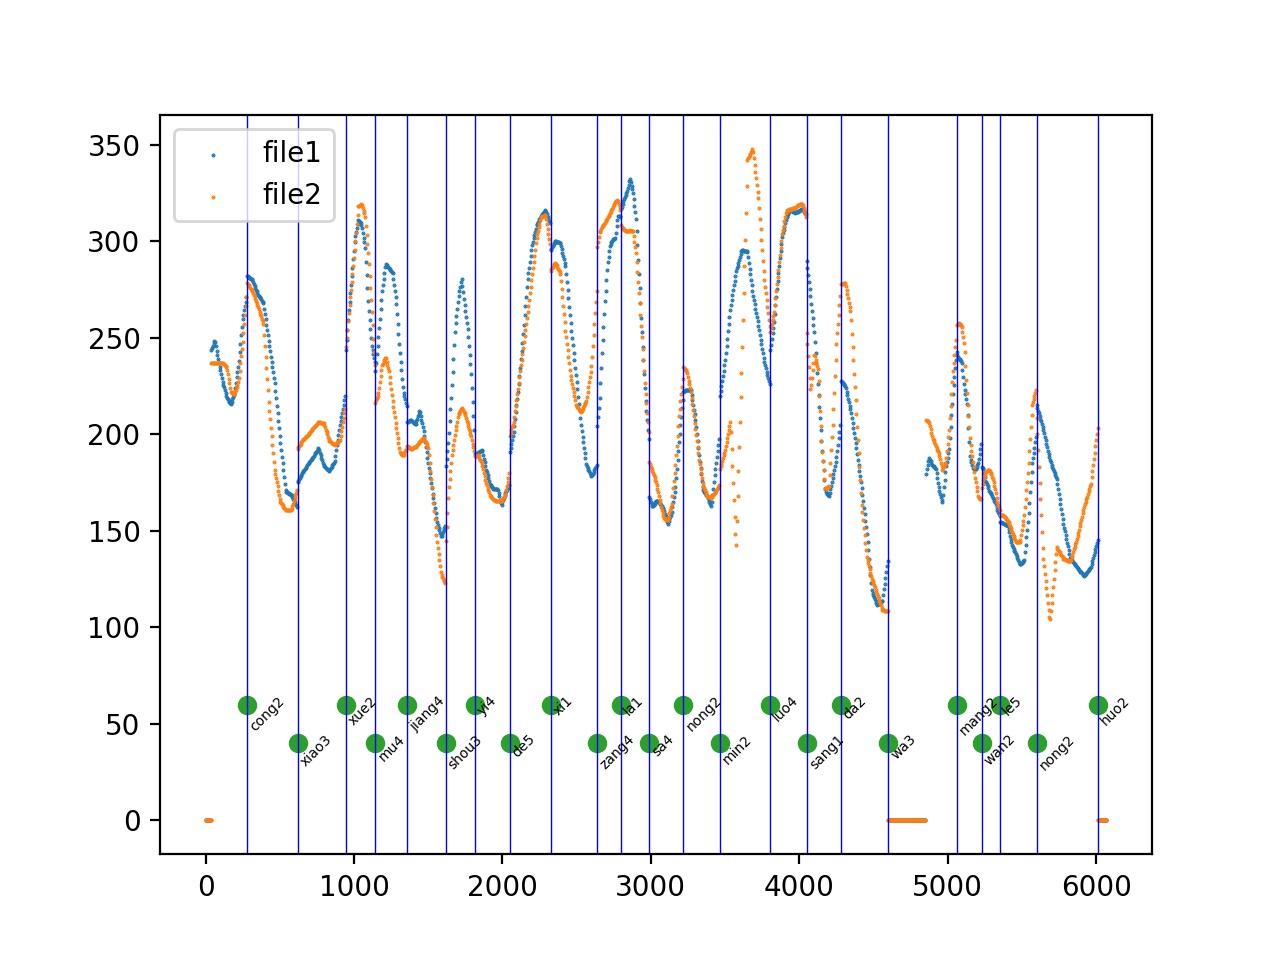 file1
file2
350
300
250
200
150
100
50
0
cong2
xiao3
xue2
mu4
jiang4
shou3
yi4
de5
xi1
zang4
la1
sa4
nong2
min2
luo4
sang1
da2
wa3
mang2
wan2
le5
nong2
huo2
0
1000
2000
3000
4000
5000
6000